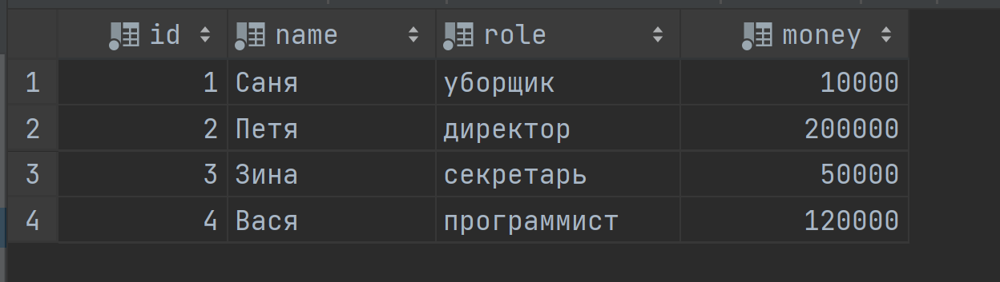 id name role money
1 1 Саня уборщик 10000
2 2 Петя директор 200000
3 3 Зина секретарь 50000
4 4 Вася программист 120000